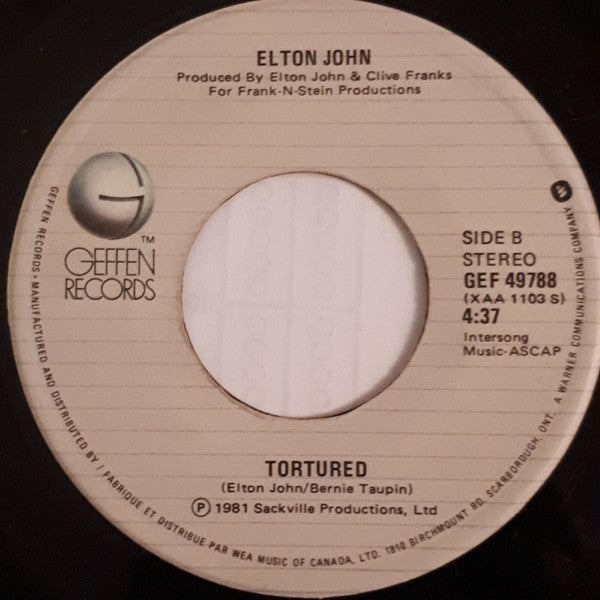 ELTON JOHN
Produced By Elton John & Clive Franks
For Frank-N-Stein Productions
G
TM
GEFFEN
RECORDS
SIDE B
STEREO
GEF 49788
(XAA 1103 S)
4:37
Intersong
Music-ASCAP
TORTURED
(Elton John/Bernie Taupin)
Ⓟ 1981 Sackville Productions, Ltd
GEFFEN RECORDS • MANUFACTURED AND DISTRIBUTED BY / FABRIQUE ET DISTRIBUE PAR WEA MUSIC OF CANADA, LTD. 1810 BIRCHMOUNT RD. SCARBOROUGH, ONT. A WARNER COMMUNICATIONS COMPANY